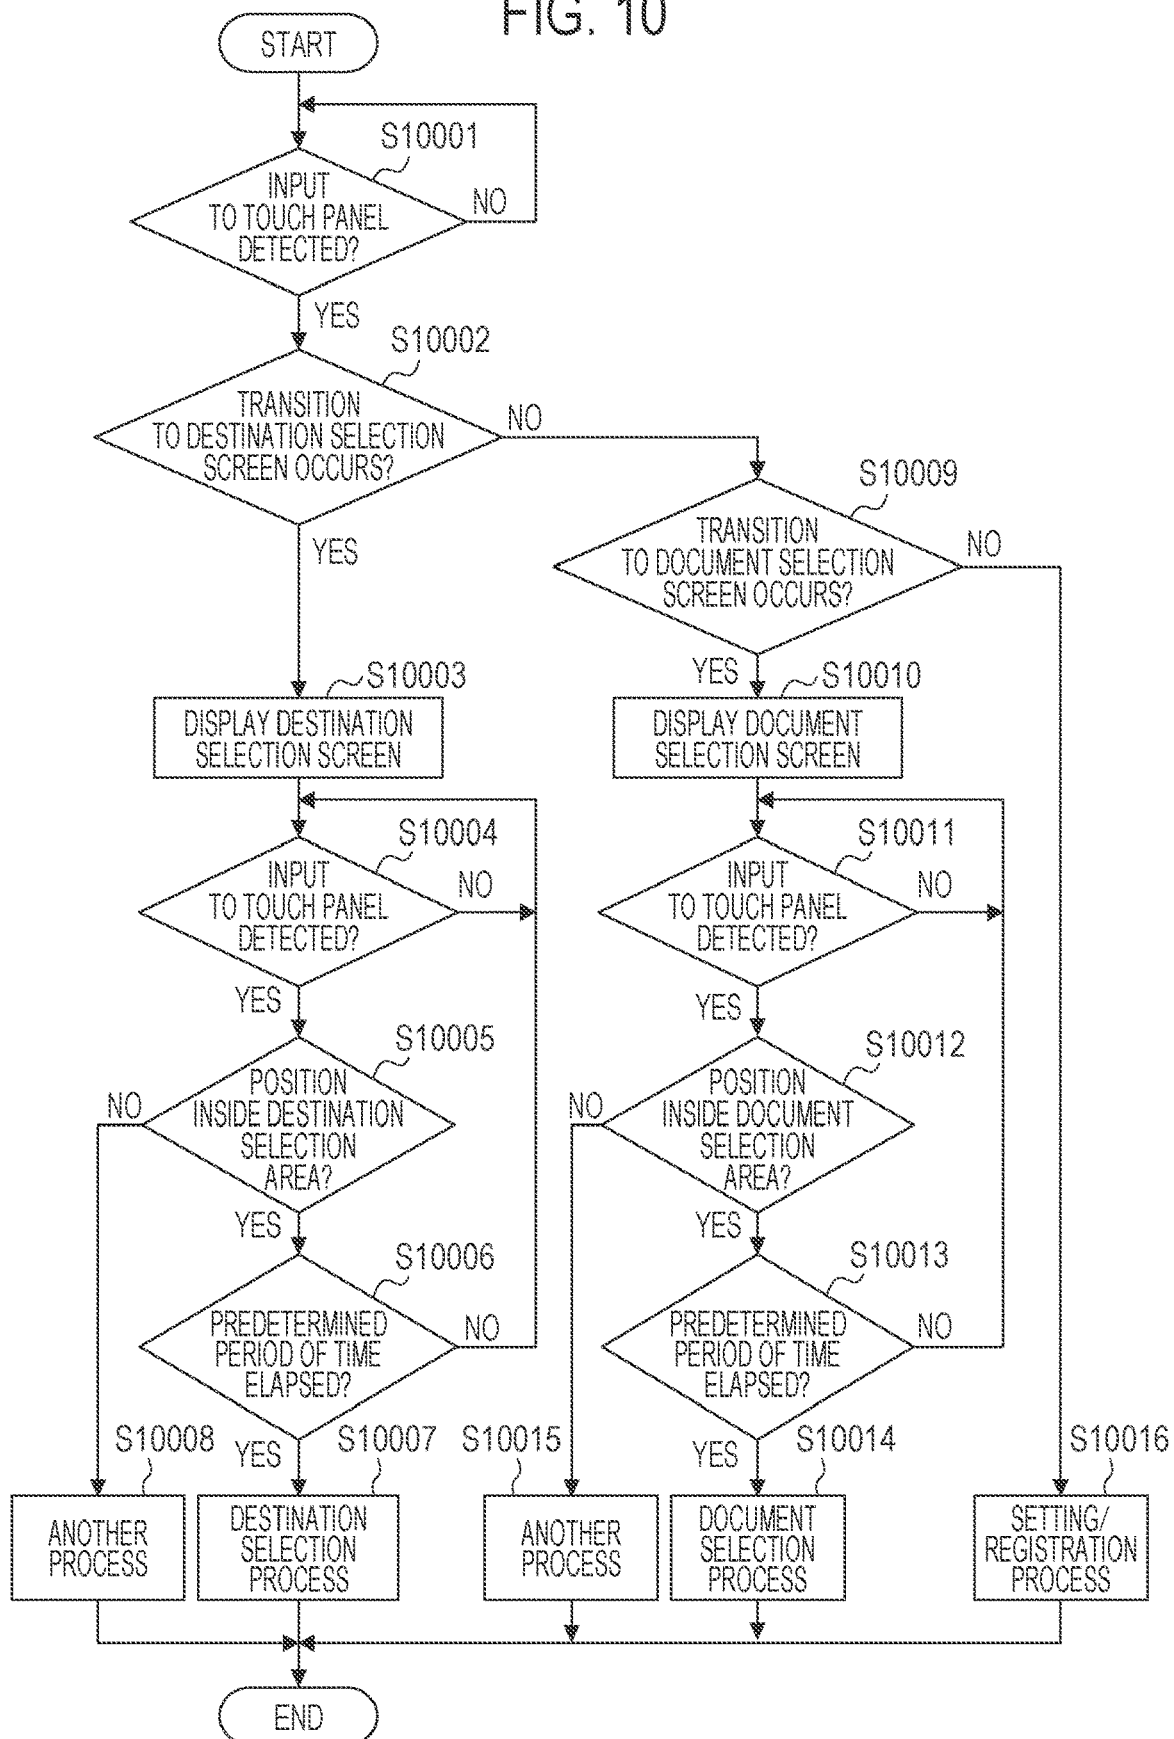 FIG. 10
START
S10001
INPUT
TO TOUCH PANEL
DETECTED?
NO
YES
S10002
TRANSITION
TO DESTINATION SELECTION
SCREEN OCCURS?
NO
YES
S10009
TRANSITION
TO DOCUMENT SELECTION
SCREEN OCCURS?
NO
YES
S10003
DISPLAY DESTINATION
SELECTION SCREEN
S10010
DISPLAY DOCUMENT
SELECTION SCREEN
S10004
INPUT
TO TOUCH PANEL
DETECTED?
NO
YES
S10011
INPUT
TO TOUCH PANEL
DETECTED?
NO
YES
S10005
POSITION
INSIDE DESTINATION
SELECTION
AREA?
NO
YES
S10012
POSITION
INSIDE DOCUMENT
SELECTION
AREA?
NO
YES
S10006
PREDETERMINED
PERIOD OF TIME
ELAPSED?
NO
YES
S10013
PREDETERMINED
PERIOD OF TIME
ELAPSED?
NO
YES
S10008
ANOTHER
PROCESS
S10007
DESTINATION
SELECTION
PROCESS
S10015
ANOTHER
PROCESS
S10014
DOCUMENT
SELECTION
PROCESS
S10016
SETTING/
REGISTRATION
PROCESS
END